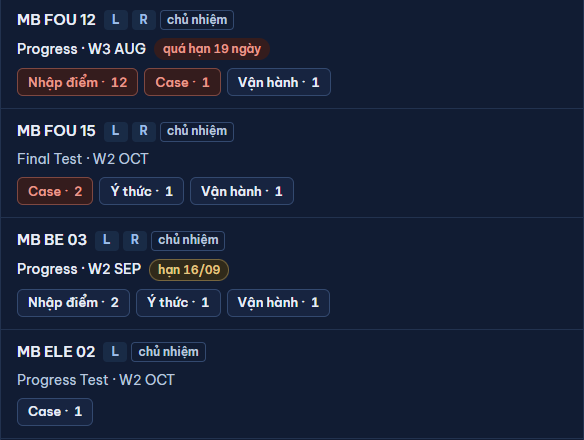 MB FOU 12 L R chủ nhiệm
Progress · W3 AUG quá hạn 19 ngày
Nhập điểm · 12 Case · 1 Vận hành · 1
MB FOU 15 L R chủ nhiệm
Final Test · W2 OCT
Case · 2 Ý thức · 1 Vận hành · 1
MB BE 03 L R chủ nhiệm
Progress · W2 SEP hạn 16/09
Nhập điểm · 2 Ý thức · 1 Vận hành · 1
MB ELE 02 L chủ nhiệm
Progress Test · W2 OCT
Case · 1